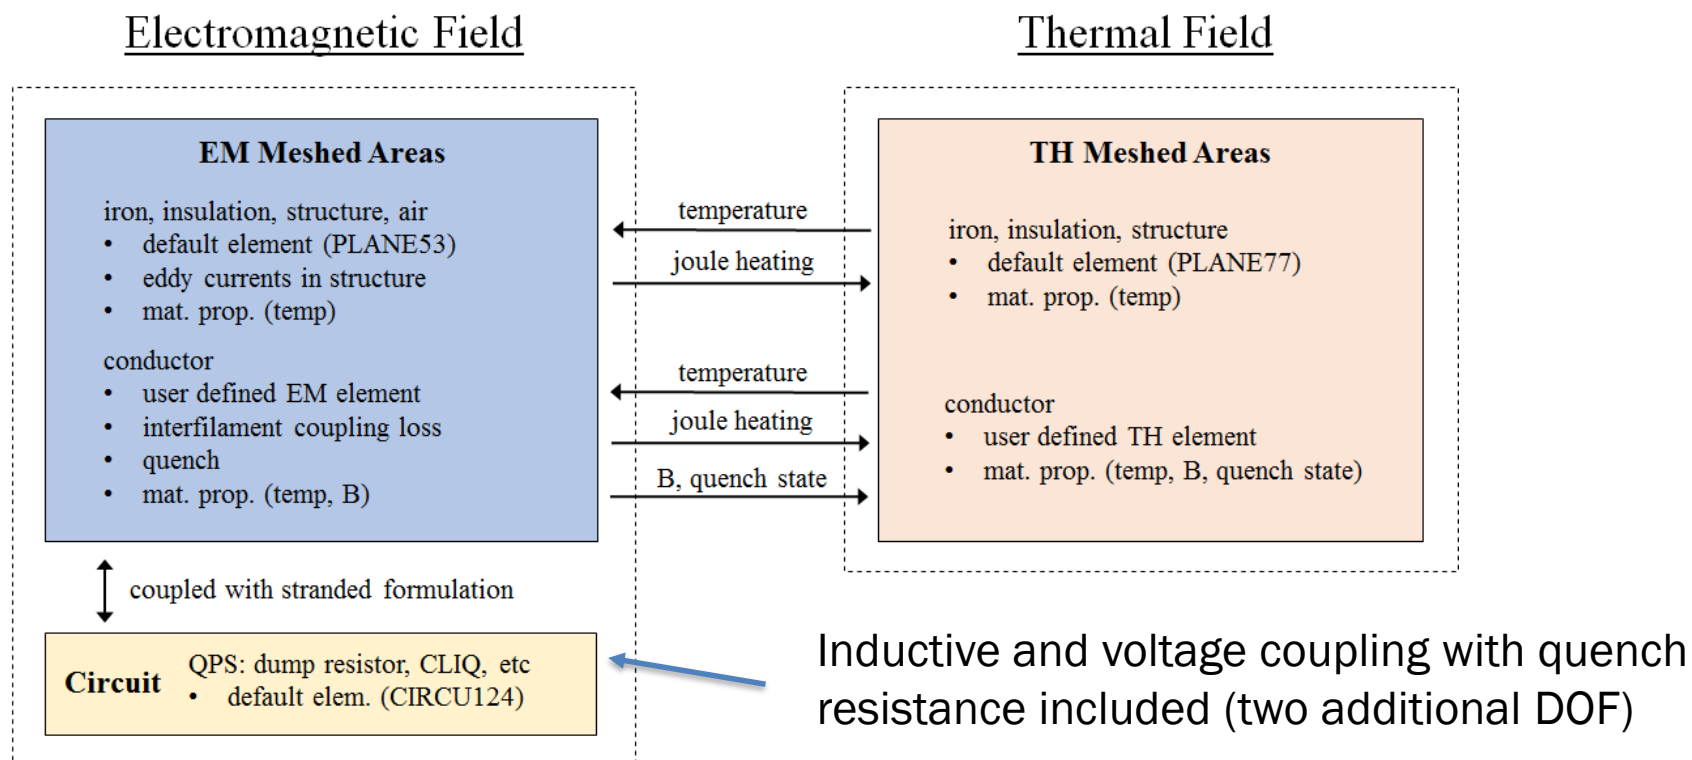 Electromagnetic Field
Thermal Field
EM Meshed Areas
iron, insulation, structure, air
• default element (PLANE53)
• eddy currents in structure
• mat. prop. (temp)
conductor
• user defined EM element
• interfilament coupling loss
• quench
• mat. prop. (temp, B)
temperature
joule heating
temperature
joule heating
B, quench state
TH Meshed Areas
iron, insulation, structure
• default element (PLANE77)
• mat. prop. (temp)
conductor
• user defined TH element
• mat. prop. (temp, B, quench state)
coupled with stranded formulation
Circuit
QPS: dump resistor, CLIQ, etc
• default elem. (CIRCU124)
Inductive and voltage coupling with quench
resistance included (two additional DOF)